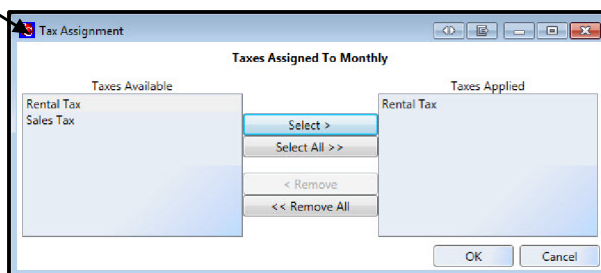 Tax Assignment
Taxes Assigned To Monthly
Taxes Available
Taxes Applied
Rental Tax
Sales Tax
Select >
Select All >>
< Remove
<< Remove All
Rental Tax
OK
Cancel